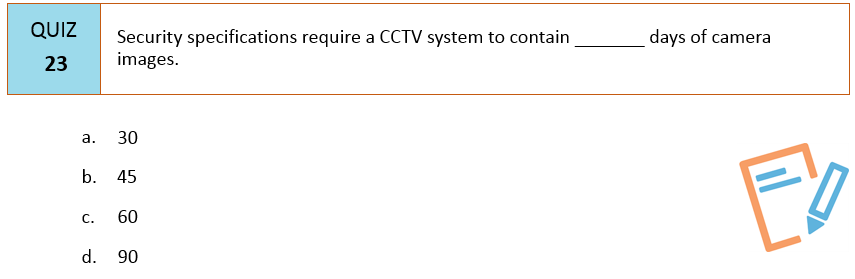 QUIZ
23
Security specifications require a CCTV system to contain _______ days of camera
images.
a. 30
b. 45
c. 60
d. 90